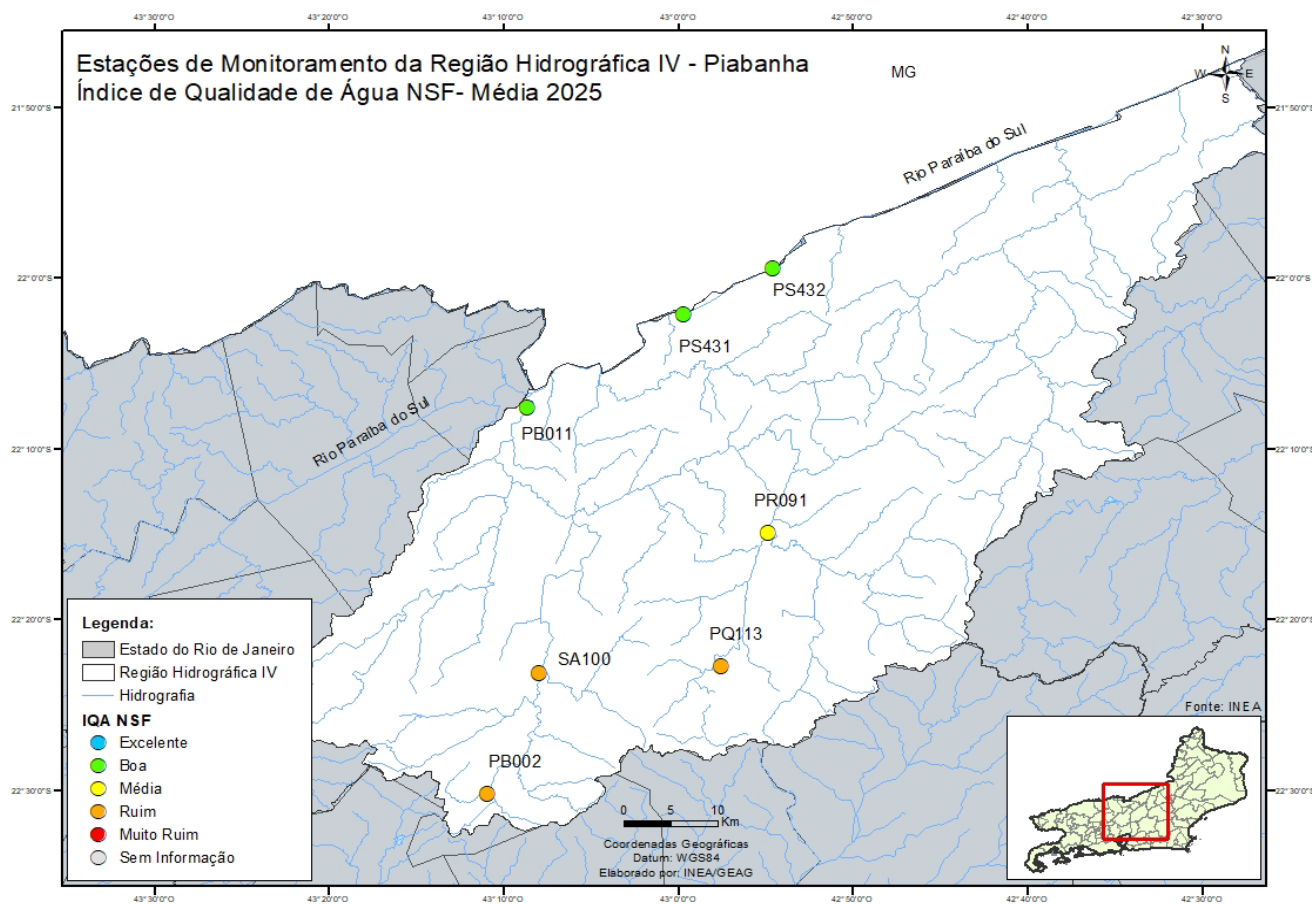 43°30'0"O 43°20'0"O 43°10'0"O 43°0'0"O 42°50'0"O 42°40'0"O 42°30'0"O
Estações de Monitoramento da Região Hidrográfica IV - Piabanha
Índice de Qualidade de Água NSF- Média 2025
MG
N
W E
S
21°50'0"S 21°50'0"S
Rio Paraíba do Sul
22°0'0"S 22°0'0"S
PS432
PS431
PB011
Rio Paraíba do Sul
22°10'0"S 22°10'0"S
PR091
22°20'0"S 22°20'0"S
PQ113
SA100
PB002
22°30'0"S 22°30'0"S
Legenda:
Estado do Rio de Janeiro
Região Hidrográfica IV
Hidrografia
IQA NSF
Excelente
Boa
Média
Ruim
Muito Ruim
Sem Informação
0 5 10
Km
Coordenadas Geográficas
Datum: WGS84
Elaborado por: INEA/GEAG
Fonte: INEA
43°30'0"O 43°20'0"O 43°10'0"O 43°0'0"O 42°50'0"O 42°40'0"O 42°30'0"O